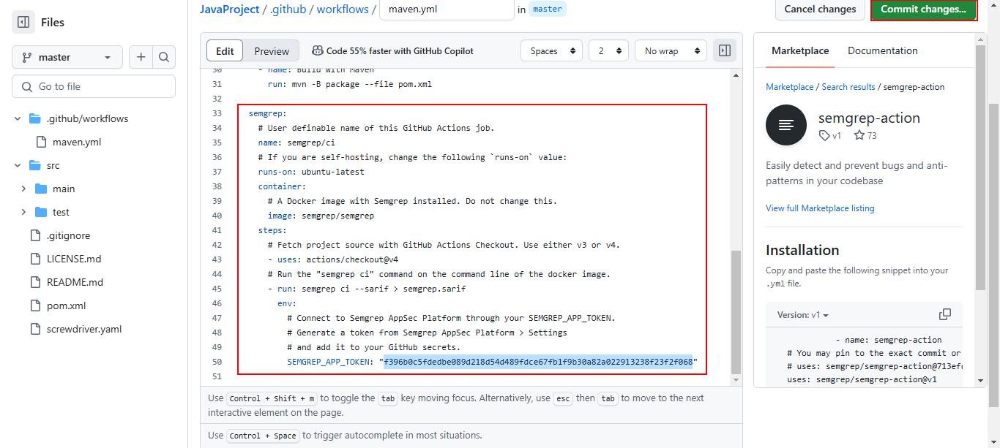 JavaProject / .github / workflows / maven.yml in master
Cancel changes
Commit changes...
Files
master
Go to file
.github/workflows
maven.yml
src
main
test
.gitignore
LICENSE.md
README.md
pom.xml
screwdriver.yaml
Edit
Preview
Code 55% faster with GitHub Copilot
Spaces
2
No wrap
30 - name: Build with Maven
31 run: mvn -B package --file pom.xml
32
33 semgrep:
34 # User definable name of this GitHub Actions job.
35 name: semgrep/ci
36 # If you are self-hosting, change the following `runs-on` value:
37 runs-on: ubuntu-latest
38 container:
39 # A Docker image with Semgrep installed. Do not change this.
40 image: semgrep/semgrep
41 steps:
42 # Fetch project source with GitHub Actions Checkout. Use either v3 or v4.
43 - uses: actions/checkout@v4
44 # Run the "semgrep ci" command on the command line of the docker image.
45 - run: semgrep ci --sarif > semgrep.sarif
46 env:
47 # Connect to Semgrep AppSec Platform through your SEMGREP_APP_TOKEN.
48 # Generate a token from Semgrep AppSec Platform > Settings
49 # and add it to your GitHub secrets.
50 SEMGREP_APP_TOKEN: "f396b0c5fdedbe089d218d54d489fdce67fb1f9b30a82a022913238f23f2f068"
51
Use Control + Shift + m to toggle the tab key moving focus. Alternatively, use esc then tab to move to the next
interactive element on the page.
Use Control + Space to trigger autocomplete in most situations.
Marketplace
Documentation
Marketplace / Search results / semgrep-action
semgrep-action
v1
73
Easily detect and prevent bugs and anti-
patterns in your codebase
View full Marketplace listing
Installation
Copy and paste the following snippet into your
.yml file.
Version: v1
- name: semgrep-action
# You may pin to the exact commit or
# uses: semgrep/semgrep-action@713efd
uses: semgrep/semgrep-action@v1